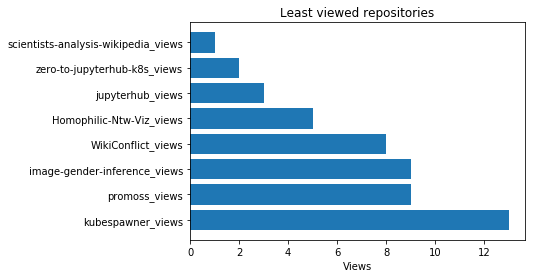 Least viewed repositories
scientists-analysis-wikipedia_views
zero-to-jupyterhub-k8s_views
jupyterhub_views
Homophilic-Ntw-Viz_views
WikiConflict_views
image-gender-inference_views
promoss_views
kubespawner_views
0 2 4 6 8 10 12
Views